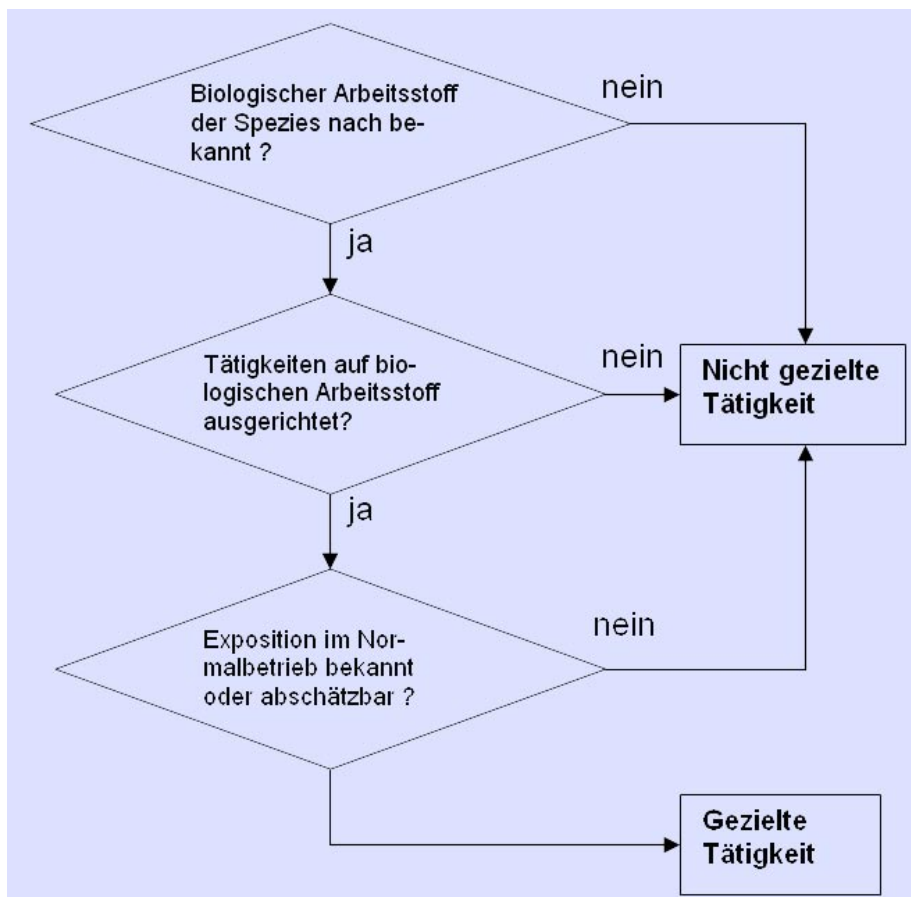 Biologischer Arbeitsstoff
der Spezies nach be-
kannt ?
nein
ja
Tätigkeiten auf bio-
logischen Arbeitsstoff
ausgerichtet?
nein
Nicht gezielte
Tätigkeit
ja
Exposition im Nor-
malbetrieb bekannt
oder abschätzbar ?
nein
Gezielte
Tätigkeit